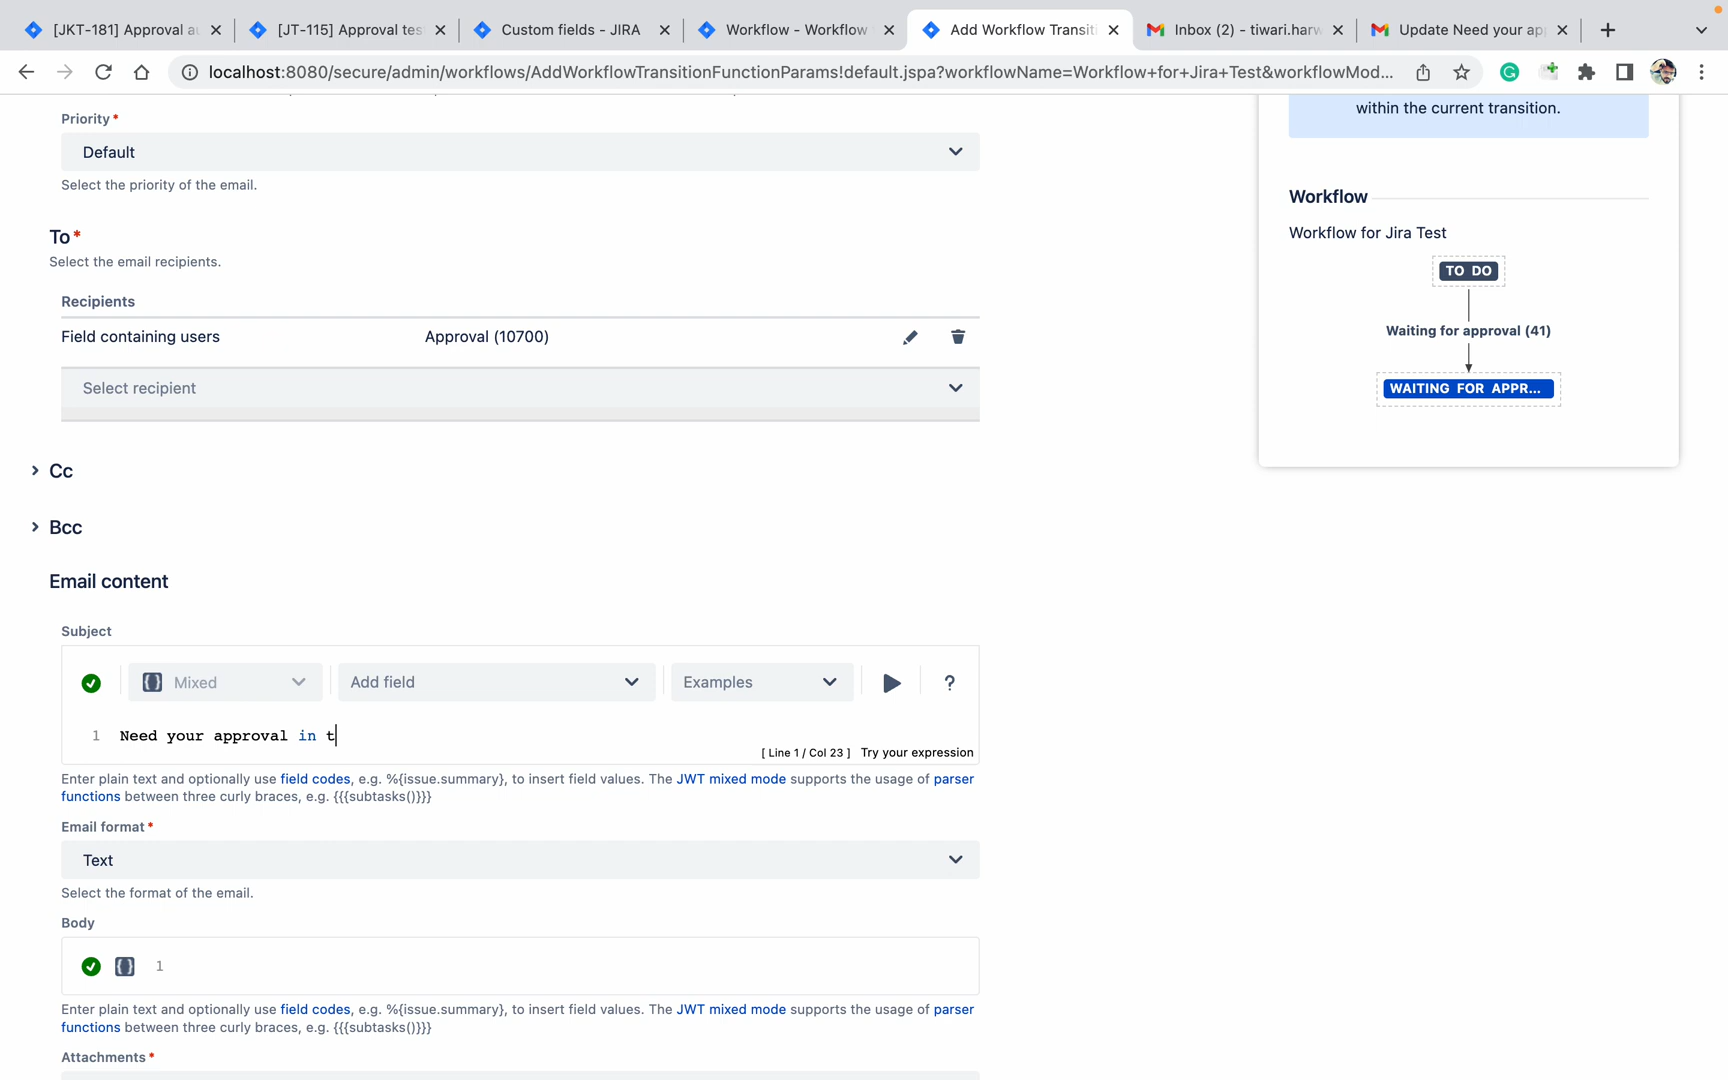 [JKT-181] Approval a
[JT-115] Approval tes
Custom fields - JIRA
Workflow - Workflow
Add Workflow Transiti
Inbox (2) - tiwari.harw
Update Need your ap
localhost:8080/secure/admin/workflows/AddWorkflowTransitionFunctionParams!default.jspa?workflowName=Workflow+for+Jira+Test&workflowMod...
within the current transition.
Priority*
Default
Select the priority of the email.
To*
Select the email recipients.
Recipients
Field containing users Approval (10700)
Select recipient
Cc
Bcc
Email content
Subject
Mixed Add field Examples ?
1 Need your approval in t
[ Line 1 / Col 23 ] Try your expression
Enter plain text and optionally use field codes, e.g. %{issue.summary}, to insert field values. The JWT mixed mode supports the usage of parser
functions between three curly braces, e.g. {{{subtasks()}}}
Email format*
Text
Select the format of the email.
Body
1
Enter plain text and optionally use field codes, e.g. %{issue.summary}, to insert field values. The JWT mixed mode supports the usage of parser
functions between three curly braces, e.g. {{{subtasks()}}}
Attachments*
Workflow
Workflow for Jira Test
TO DO
Waiting for approval (41)
WAITING FOR APPR...